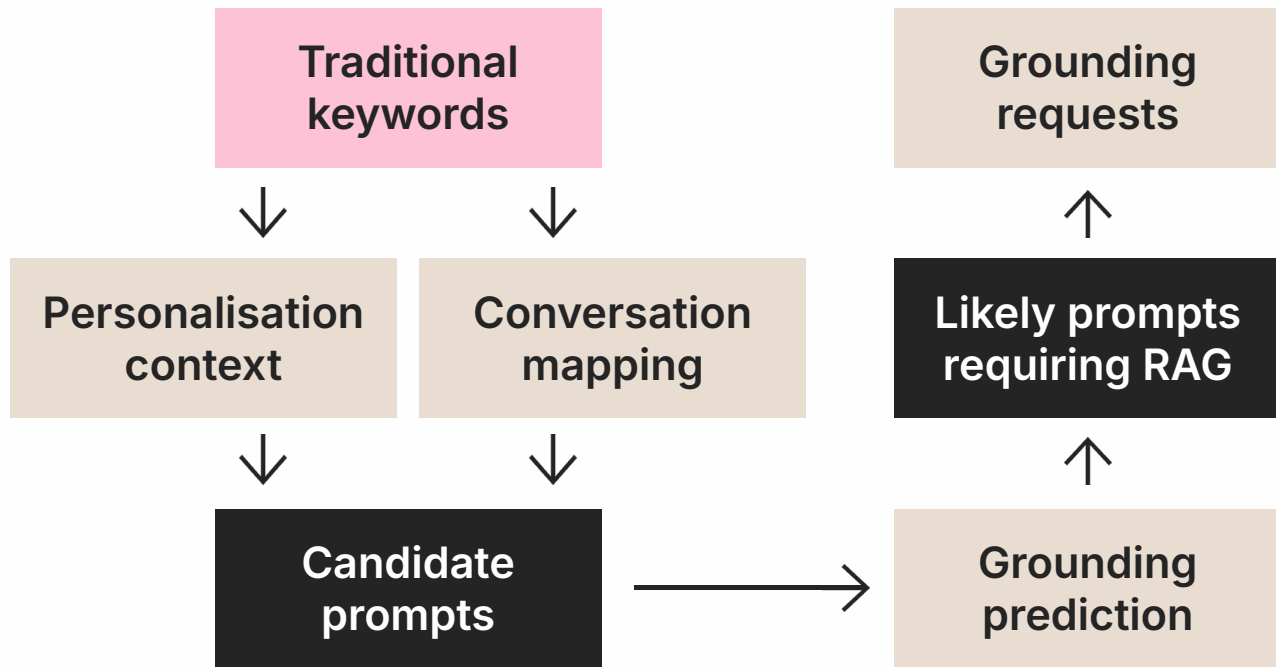 Traditional
keywords
Personalisation
context
Conversation
mapping
Candidate
prompts
Grounding
prediction
Likely prompts
requiring RAG
Grounding
requests